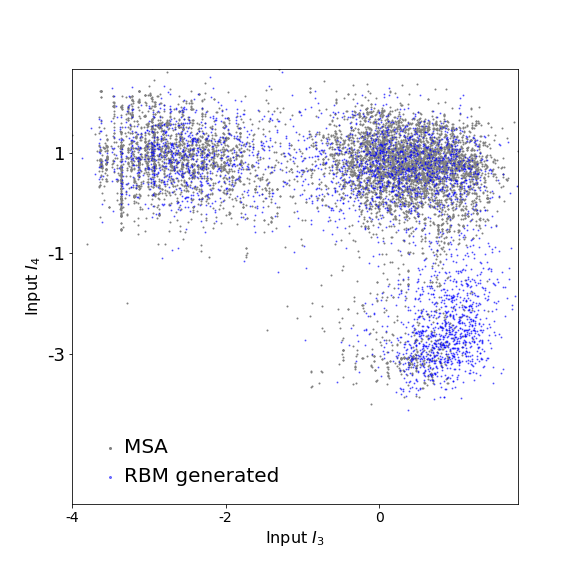 1
-1
-3
Input I₄
MSA
RBM generated
-4
-2
0
Input I₃